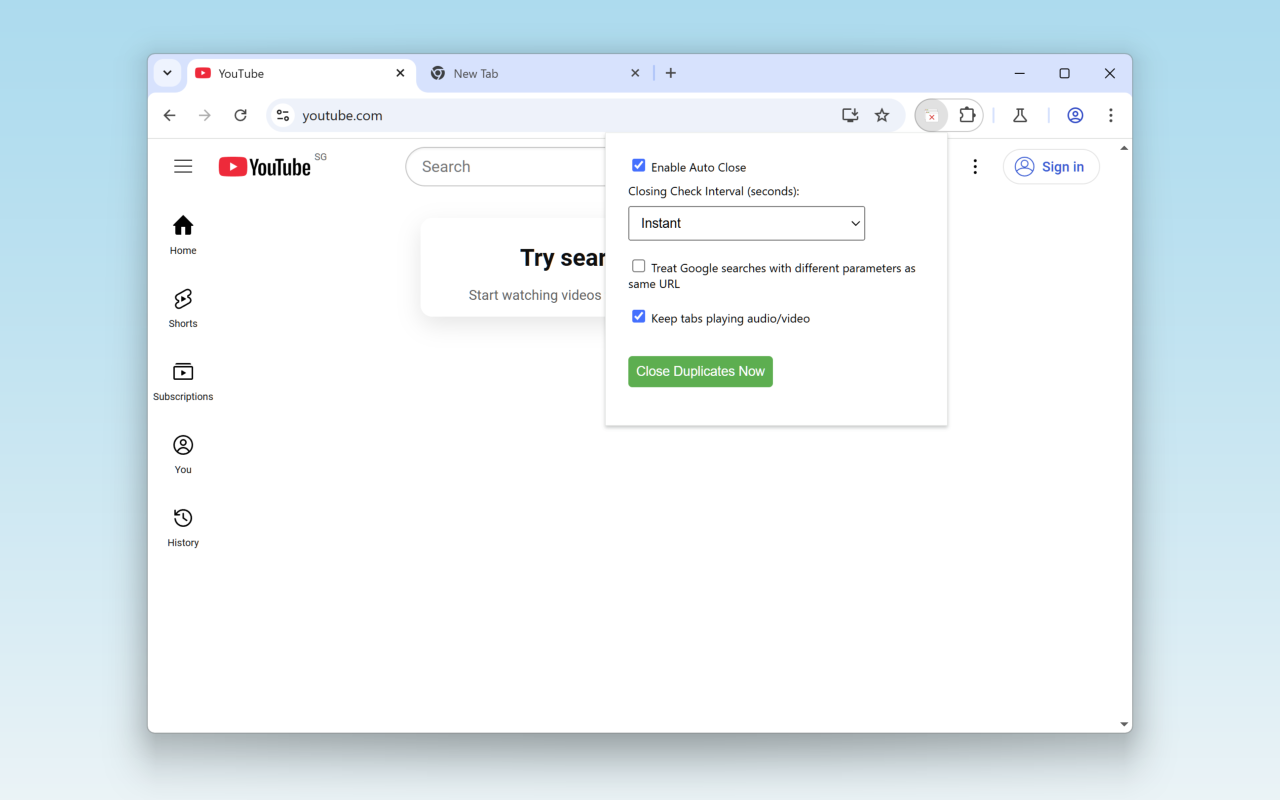 YouTube
New Tab
youtube.com
YouTube SG
Search
Sign in
Enable Auto Close
Closing Check Interval (seconds):
Instant
Treat Google searches with different parameters as
same URL
Keep tabs playing audio/video
Close Duplicates Now
Try sear
Start watching videos
Home
Shorts
Subscriptions
You
History